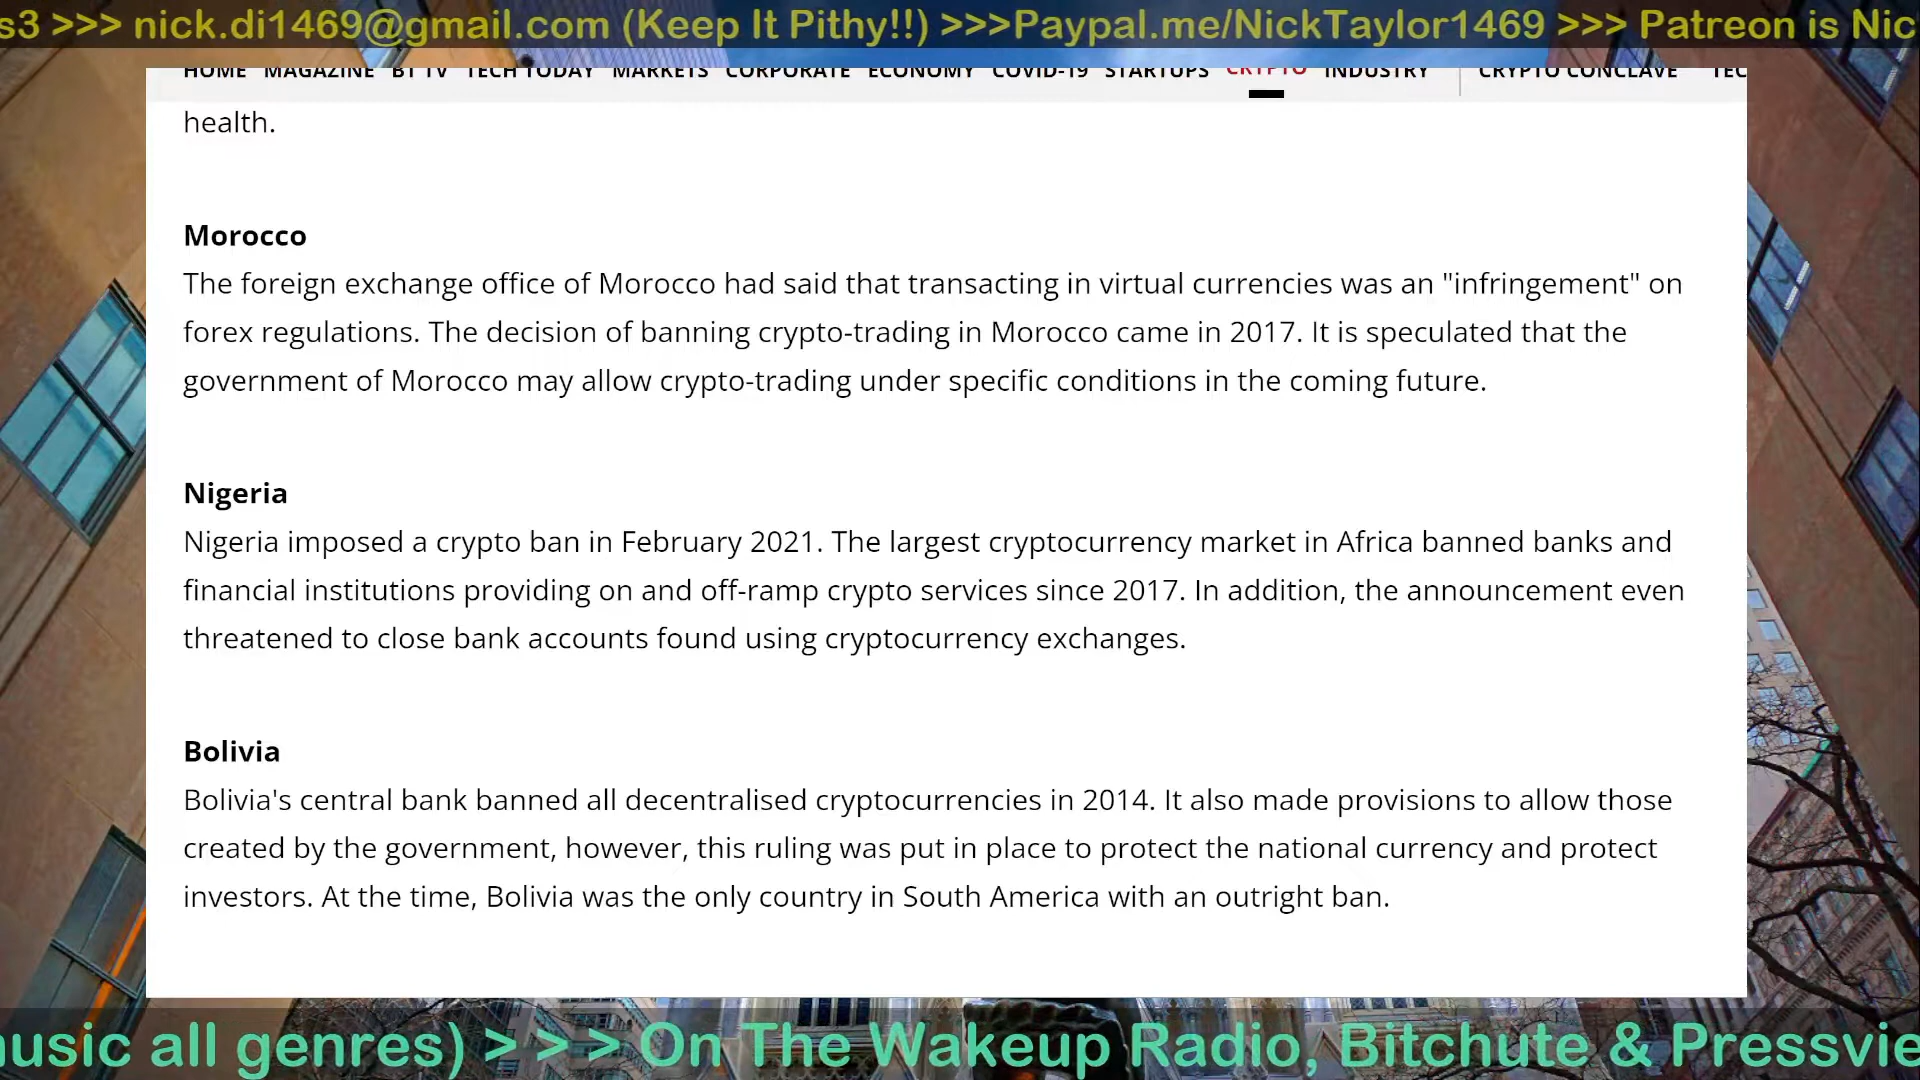 s3 >>> nick.di1469@gmail.com (Keep It Pithy!!) >>>Paypal.me/NickTaylor1469 >>> Patreon is Nic
HOME MAGAZINE BT TV TECH TODAY MARKETS CORPORATE ECONOMY COVID-19 STARTUPS CRYPTO INDUSTRY CRYPTO CONCLAVE TEC
health.
Morocco
The foreign exchange office of Morocco had said that transacting in virtual currencies was an "infringement" on
forex regulations. The decision of banning crypto-trading in Morocco came in 2017. It is speculated that the
government of Morocco may allow crypto-trading under specific conditions in the coming future.
Nigeria
Nigeria imposed a crypto ban in February 2021. The largest cryptocurrency market in Africa banned banks and
financial institutions providing on and off-ramp crypto services since 2017. In addition, the announcement even
threatened to close bank accounts found using cryptocurrency exchanges.
Bolivia
Bolivia's central bank banned all decentralised cryptocurrencies in 2014. It also made provisions to allow those
created by the government, however, this ruling was put in place to protect the national currency and protect
investors. At the time, Bolivia was the only country in South America with an outright ban.
usic all genres) > > > On The Wakeup Radio, Bitchute & Pressvie